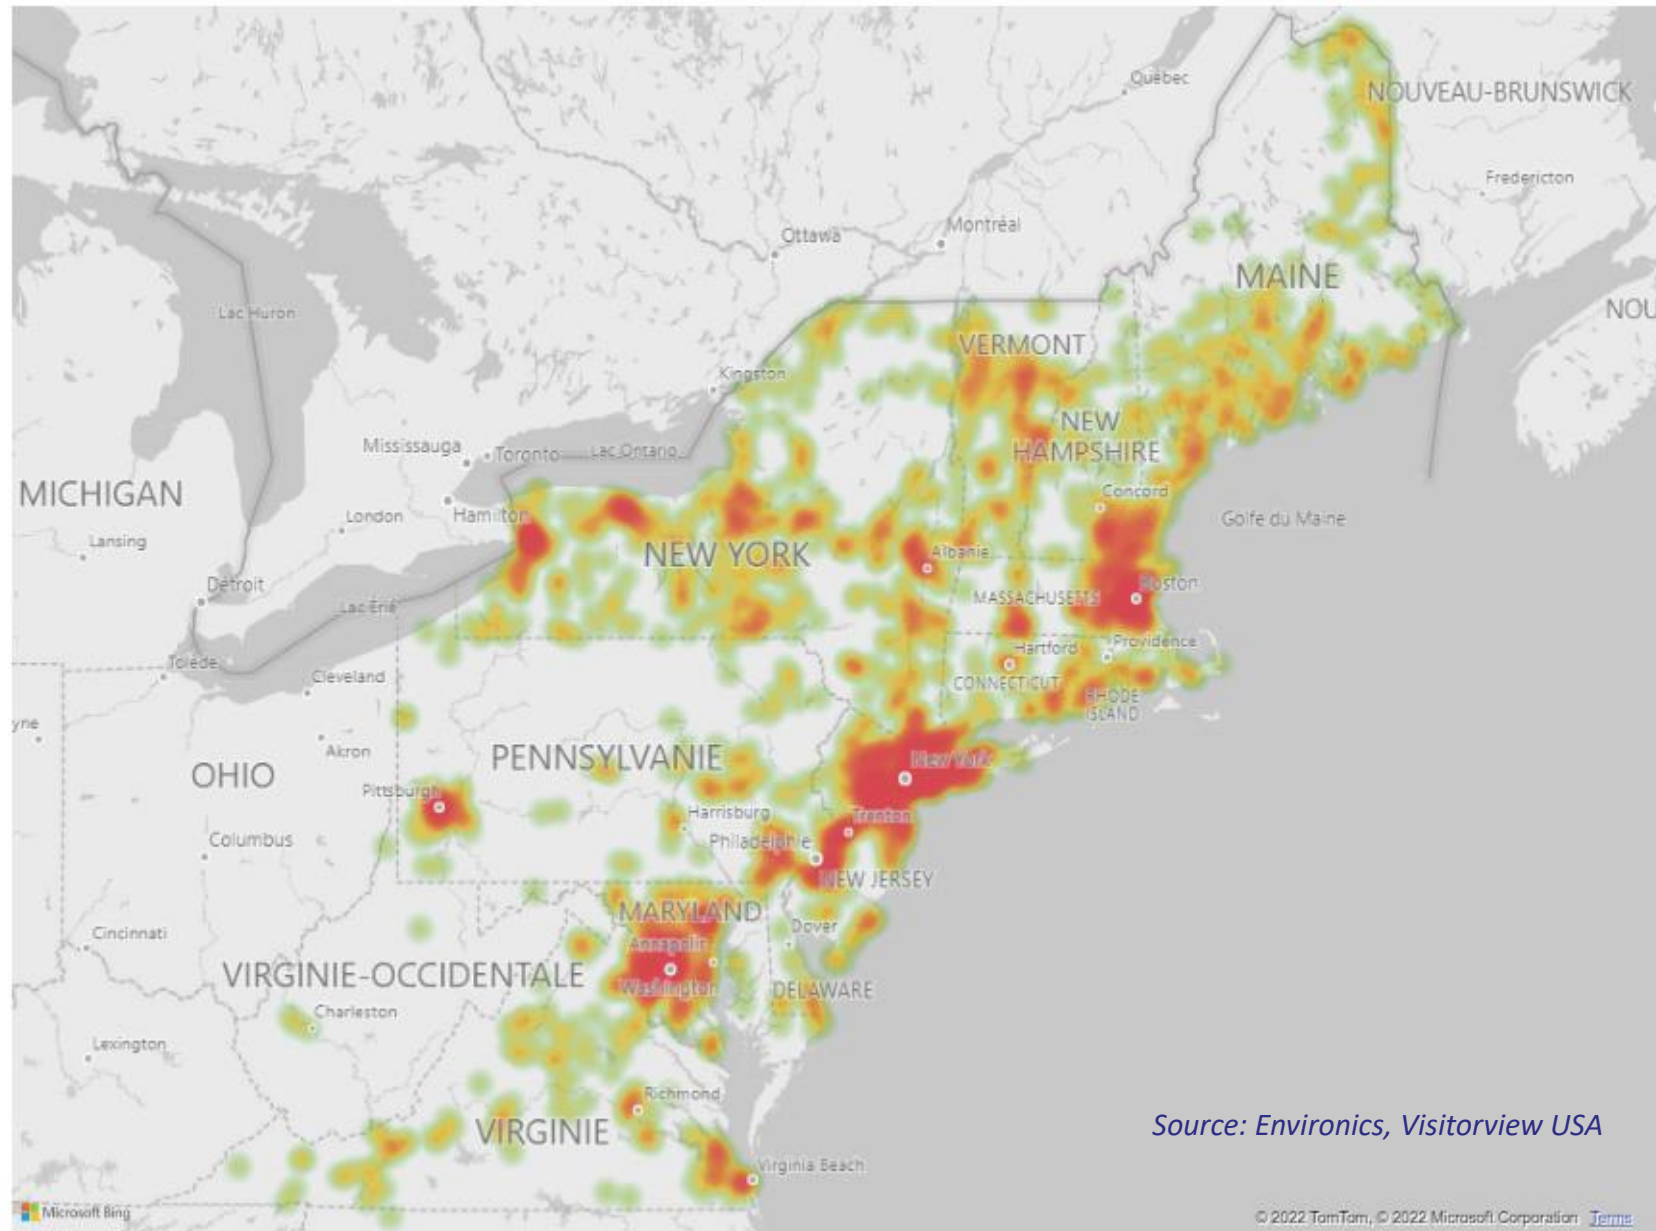 Québec
NOUVEAU-BRUNSWICK
Fredericton
Montréal
Ottawa
MAINE
Lac Huron
NOU
VERMONT
Kingston
NEW
HAMPSHIRE
Mississauga
Toronto
Lac Ontario
MICHIGAN
Concord
London
Hamilton
Golfe du Maine
Lansing
NEW YORK
Albanie
Détroit
Boston
MASSACHUSETTS
Lac Érié
Providence
Hartford
Tolède
Cleveland
CONNECTICUT
RHODE
ISLAND
yne
Akron
PENNSYLVANIE
New York
OHIO
Pittsburgh
Harrisburg
Trenton
Columbus
Philadelphie
NEW JERSEY
MARYLAND
Dover
Cincinnati
Annapolis
VIRGINIE-OCCIDENTALE
Washington
DELAWARE
Charleston
Lexington
Richmond
VIRGINIE
Source: Environics, Visitorview USA
Virginia Beach
Microsoft Bing
© 2022 TomTom, © 2022 Microsoft Corporation Terms